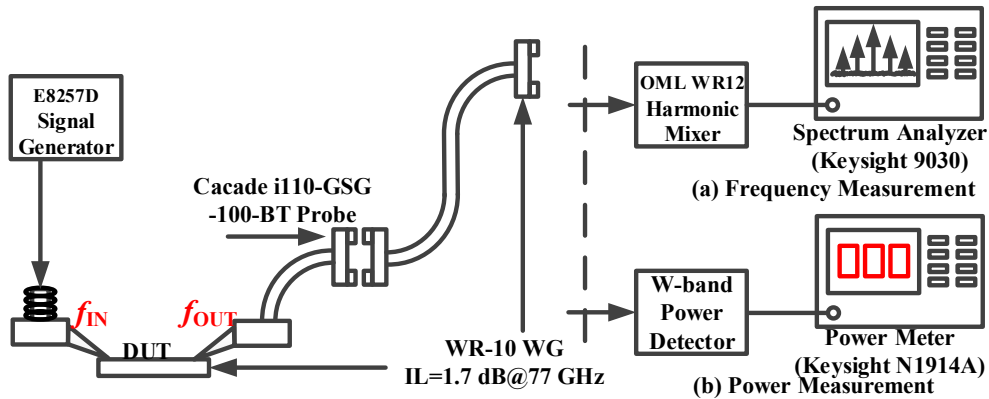 E8257D
Signal
Generator
Cacade i110-GSG
-100-BT Probe
fIN
fOUT
DUT
WR-10 WG
IL=1.7 dB@77 GHz
OML WR12
Harmonic
Mixer
Spectrum Analyzer
(Keysight 9030)
(a) Frequency Measurement
W-band
Power
Detector
Power Meter
(Keysight N1914A)
(b) Power Measurement